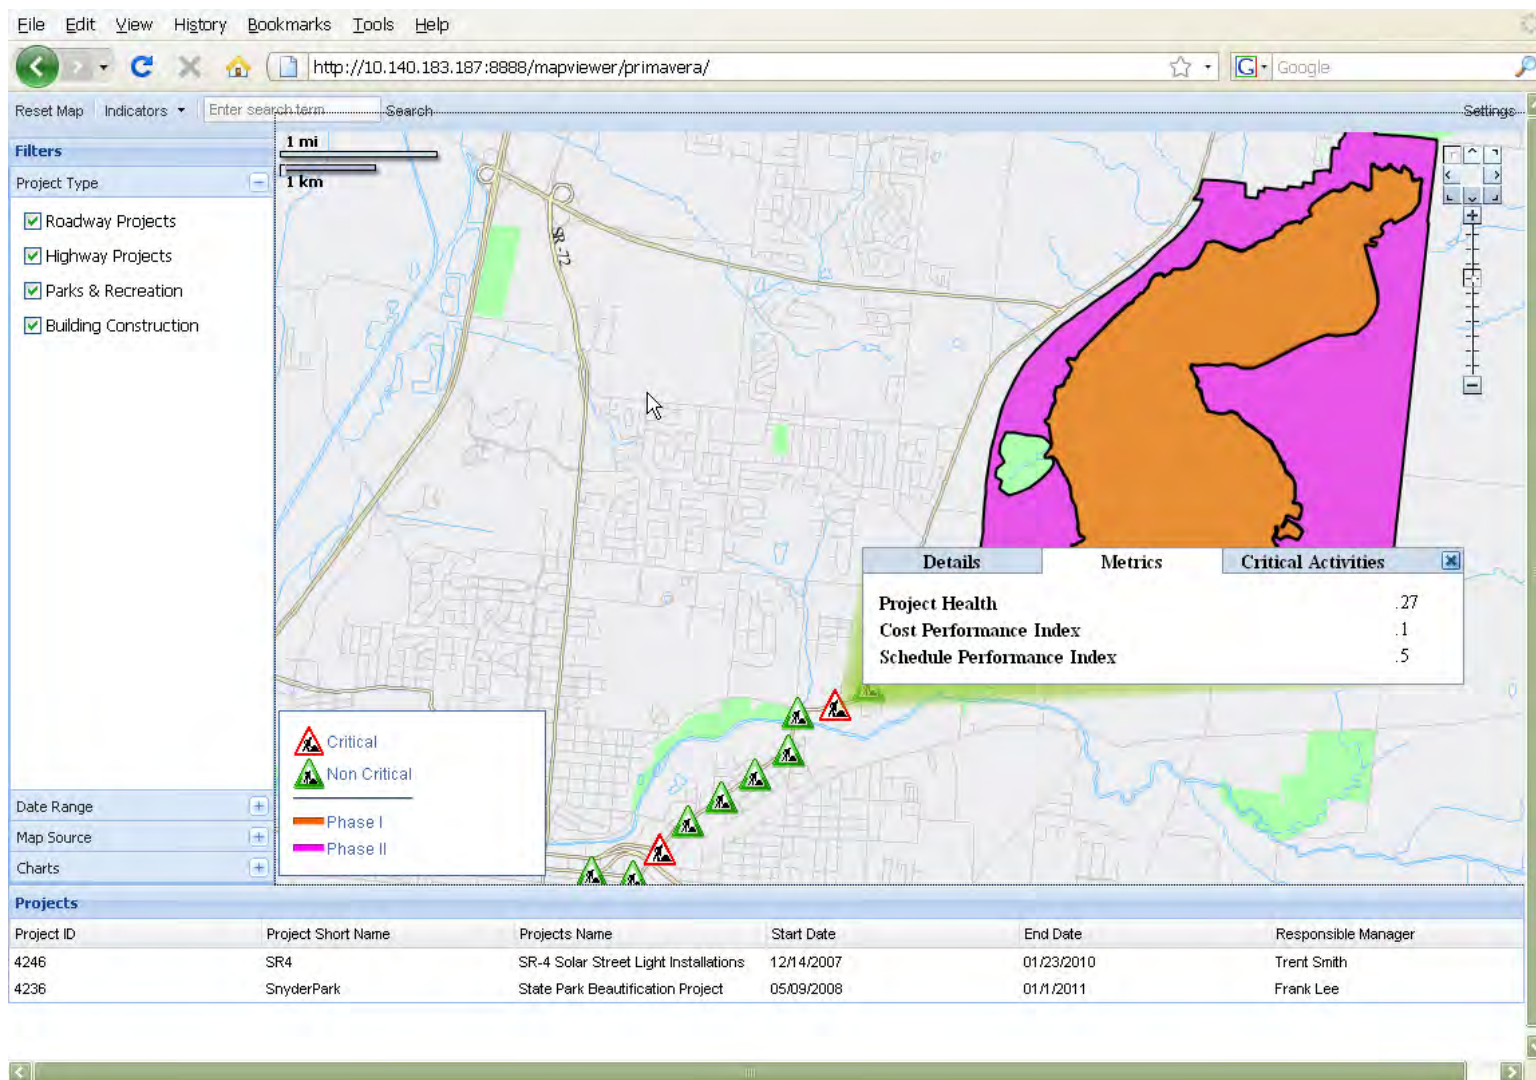 File Edit View History Bookmarks Tools Help
http://10.140.183.187:8888/mapviewer/primavera/
G Google
Reset Map Indicators Enter search term Search Settings
Filters
Project Type
Roadway Projects
Highway Projects
Parks & Recreation
Building Construction
Date Range
Map Source
Charts
1 mi
1 km
SR-72
Details Metrics Critical Activities
Project Health .27
Cost Performance Index .1
Schedule Performance Index .5
Critical
Non Critical
Phase I
Phase II
Projects
Project ID Project Short Name Projects Name Start Date End Date Responsible Manager
4246 SR4 SR-4 Solar Street Light Installations 12/14/2007 01/23/2010 Trent Smith
4236 SnyderPark State Park Beautification Project 05/09/2008 01/1/2011 Frank Lee